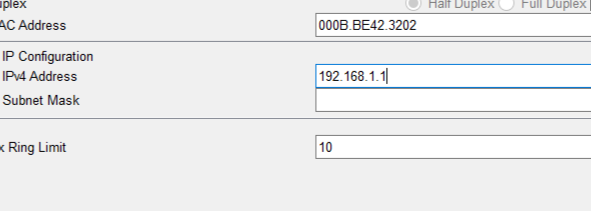 uplex Half Duplex Full Duplex
AC Address 000B.BE42.3202
IP Configuration
IPv4 Address 192.168.1.1
Subnet Mask
x Ring Limit 10